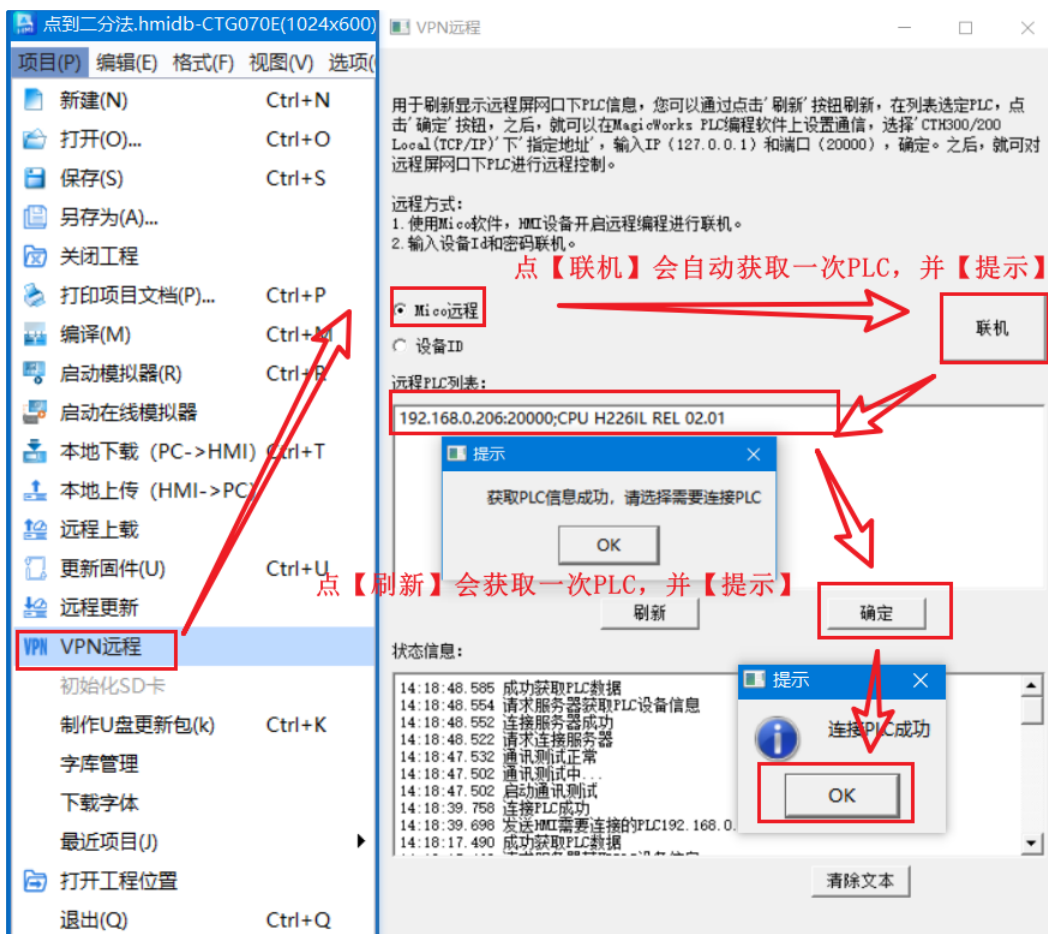 点到二分法.hmidb-CTG070E(1024x600)
项目(P) 编辑(E) 格式(F) 视图(V) 选项(
新建(N) Ctrl+N
打开(O)... Ctrl+O
保存(S) Ctrl+S
另存为(A)...
关闭工程
打印项目文档(P)... Ctrl+P
编译(M) Ctrl+M
启动模拟器(R) Ctrl+R
启动在线模拟器
本地下载（PC->HMI） Ctrl+T
本地上传（HMI->PC）
远程上载
更新固件(U) Ctrl+U
远程更新
VPN VPN远程
初始化SD卡
制作U盘更新包(k) Ctrl+K
字库管理
下载字体
最近项目(J)
打开工程位置
退出(Q) Ctrl+Q
VPN远程
用于刷新显示远程屏网口下PLC信息，您可以通过点击'刷新'按钮刷新，在列表选定PLC，点
击'确定'按钮，之后，就可以在MagicWorks PLC编程软件上设置通信，选择'CTH300/200
Local(TCP/IP)'下'指定地址'，输入IP（127.0.0.1）和端口（20000），确定。之后，就可对
远程屏网口下PLC进行远程控制。
远程方式：
1.使用Mico软件，HMI设备开启远程编程进行联机。
2.输入设备Id和密码联机。
点【联机】会自动获取一次PLC，并【提示】
Mico远程
联机
设备ID
远程PLC列表：
192.168.0.206:20000;CPU H226IL REL 02.01
提示
获取PLC信息成功，请选择需要连接PLC
OK
点【刷新】会获取一次PLC，并【提示】
刷新 确定
状态信息：
14:18:48.585 成功获取PLC数据
14:18:48.554 请求服务器获取PLC设备信息
14:18:48.552 连接服务器成功
14:18:48.522 请求连接服务器
14:18:47.532 通讯测试正常
14:18:47.502 通讯测试中...
14:18:47.502 启动通讯测试
14:18:39.758 连接PLC成功
14:18:39.698 发送HMI需要连接的PLC192.168.0.
14:18:17.490 成功获取PLC数据
提示
连接PLC成功
OK
清除文本